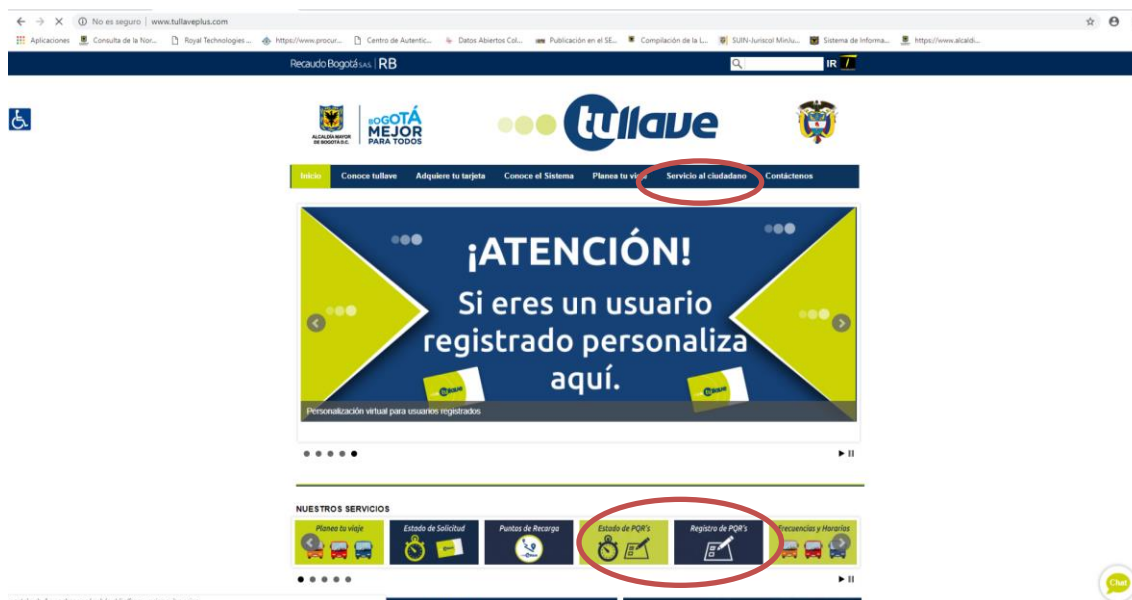 No es seguro | www.tullaveplus.com
Aplicaciones Consulta de la Nor... Royal Technologies ... https://www.procur... Centro de Autentic... Datos Abiertos Col... Publicación en el SE... Compilación de la L... SUIN-Juriscol MinJu... Sistema de Informa... https://www.alcaldi...
Recaudo Bogotá S.A.S. | RB IR
ALCALDÍA MAYOR
DE BOGOTÁ D.C.
BOGOTÁ
MEJOR
PARA TODOS
tullave
Inicio Conoce tullave Adquiere tu tarjeta Conoce el Sistema Planea tu viaje Servicio al ciudadano Contáctenos
¡ATENCIÓN!
Si eres un usuario
registrado personaliza
aquí.
tullave
tullave
Personalización virtual para usuarios registrados
NUESTROS SERVICIOS
Planea tu viaje Estado de Solicitud Puntos de Recarga Estado de PQR's Registro de PQR's Frecuencias y Horarios
Chat